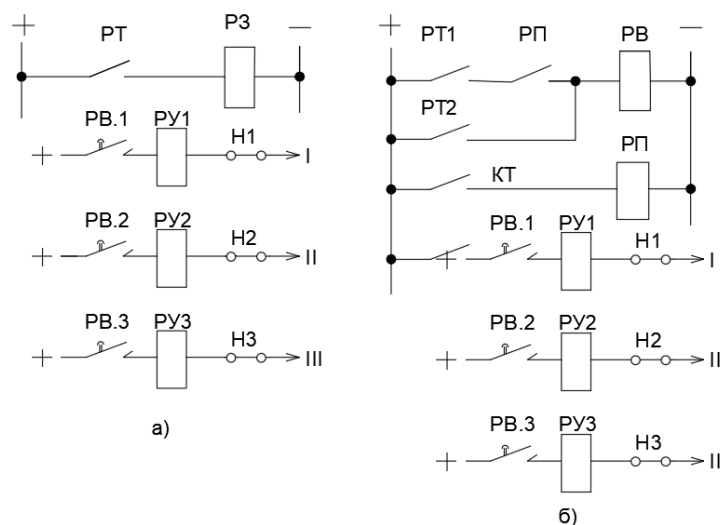 + РТ РЗ —
РВ.1 РУ1 Н1
+ I
РВ.2 РУ2 Н2
+ II
РВ.3 РУ3 Н3
+ III
а)
+ РТ1 РП РВ —
РТ2
КТ РП
РВ.1 РУ1 Н1
+ I
РВ.2 РУ2 Н2
+ II
РВ.3 РУ3 Н3
+ II
б)